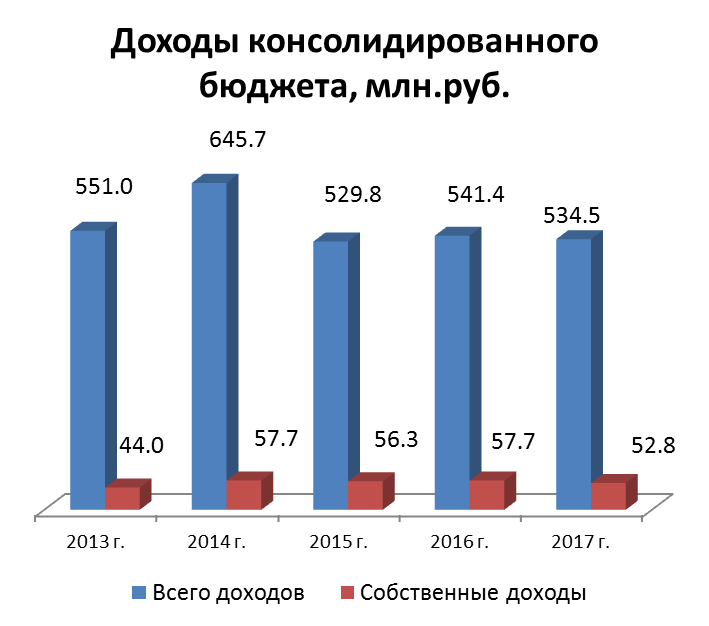 Доходы консолидированного
бюджета, млн.руб.
645.7
551.0
529.8
541.4
534.5
44.0
57.7
56.3
57.7
52.8
2013 г.
2014 г.
2015 г.
2016 г.
2017 г.
Всего доходов
Собственные доходы